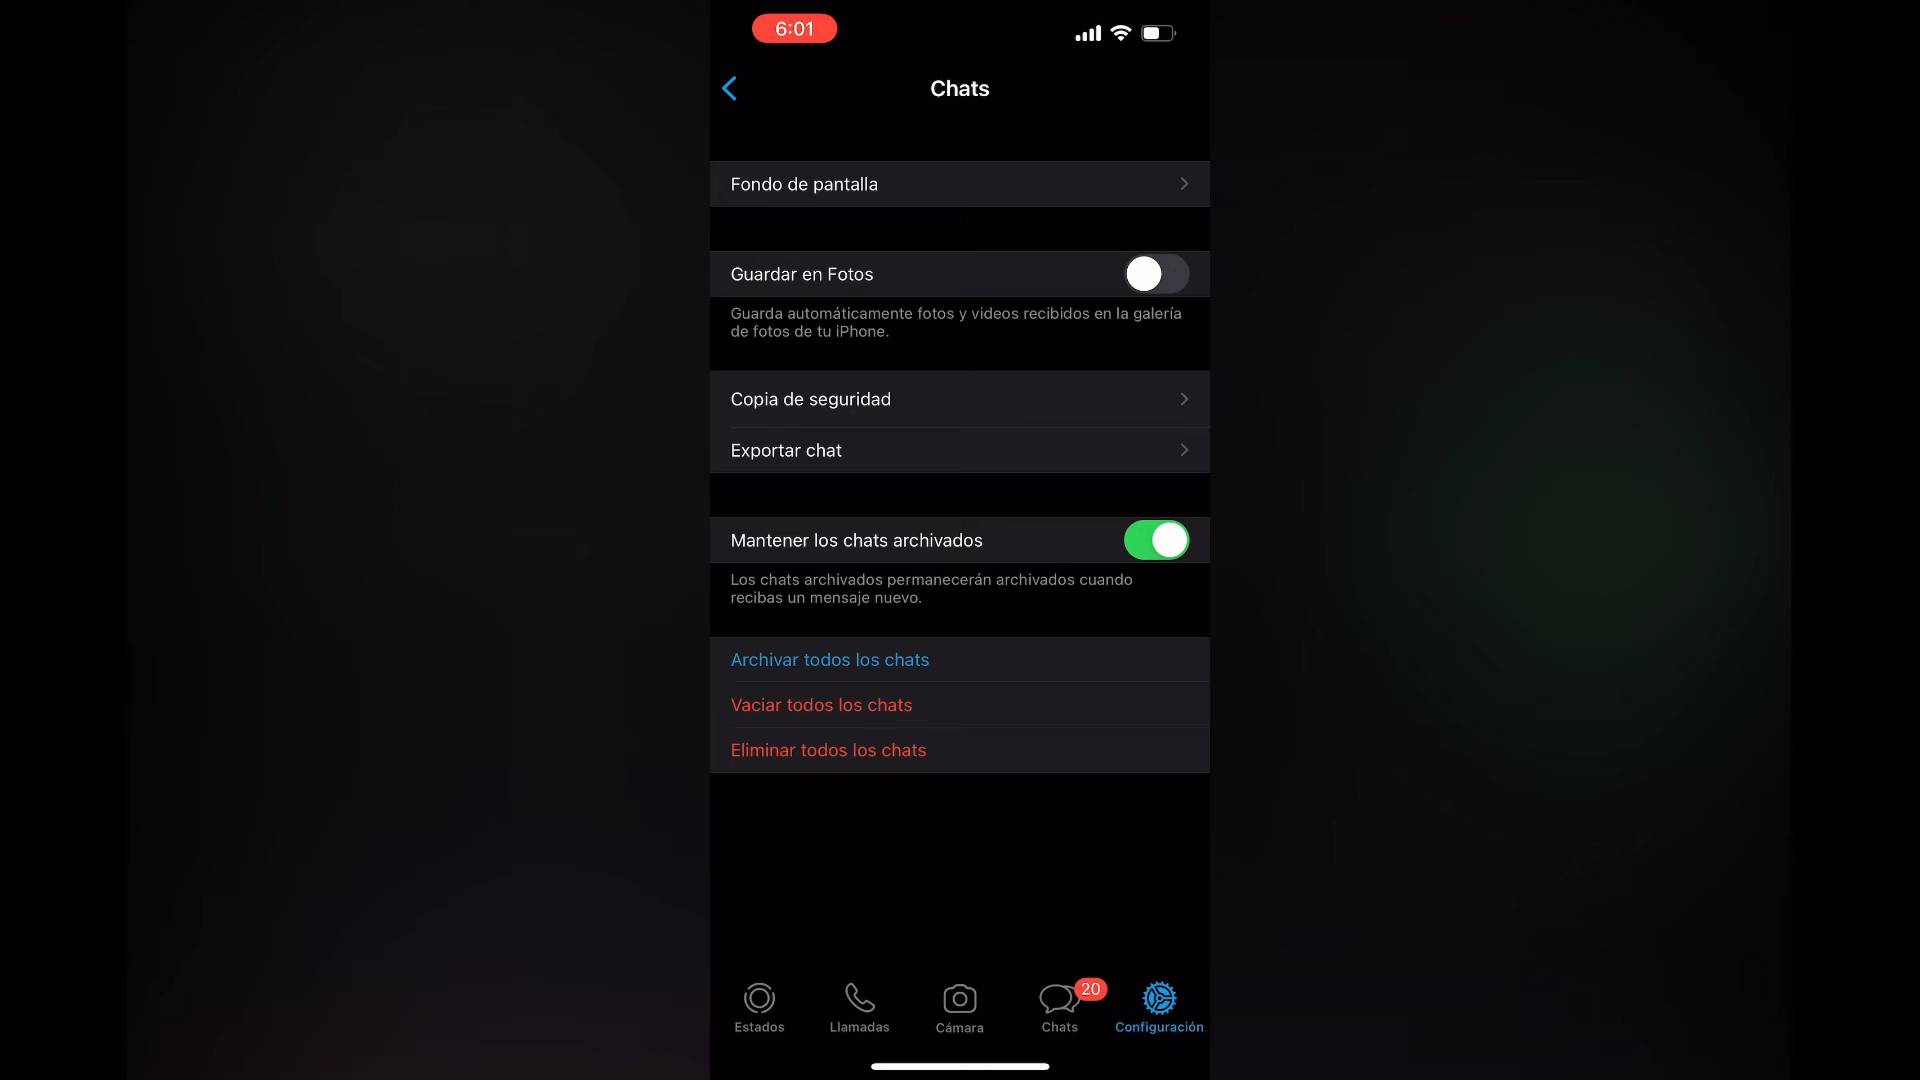 6:01
Chats
Fondo de pantalla
Guardar en Fotos
Guarda automáticamente fotos y videos recibidos en la galería
de fotos de tu iPhone.
Copia de seguridad
Exportar chat
Mantener los chats archivados
Los chats archivados permanecerán archivados cuando
recibas un mensaje nuevo.
Archivar todos los chats
Vaciar todos los chats
Eliminar todos los chats
20
Estados
Llamadas
Cámara
Chats
Configuración